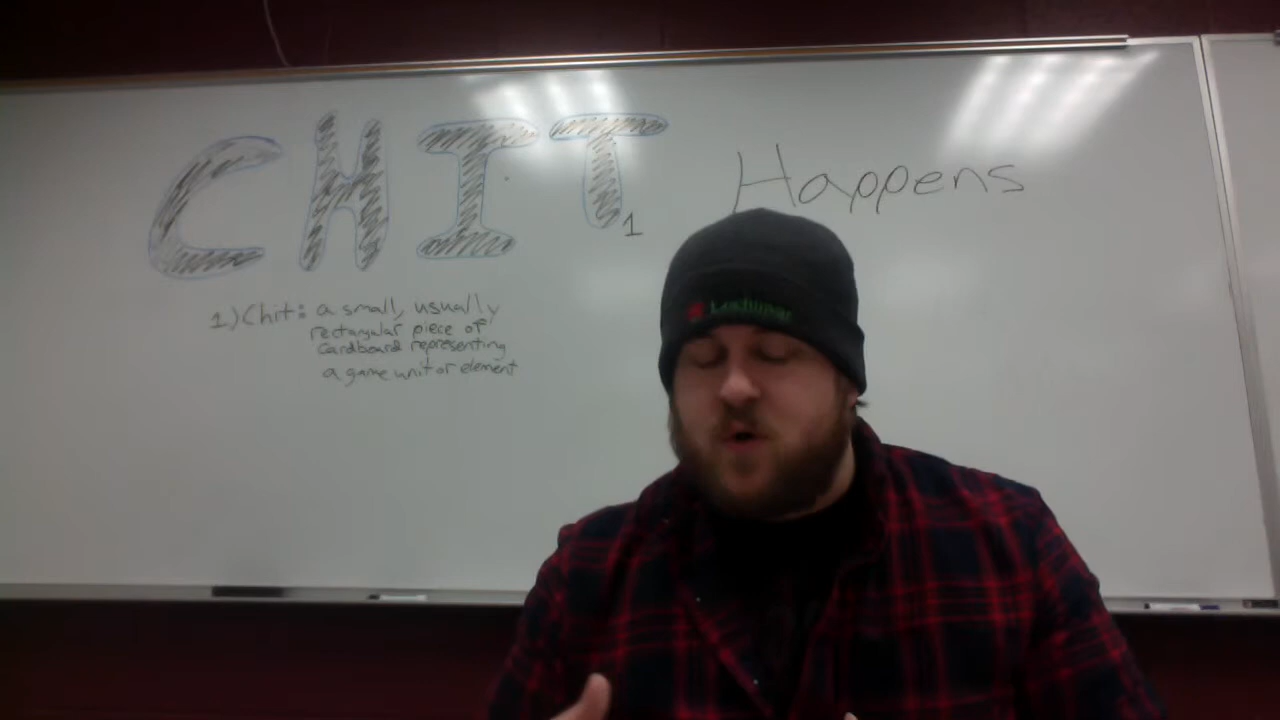 CHIT1 Happens
1) Chit: a small, usually
rectangular piece of
cardboard representing
a game unit or element